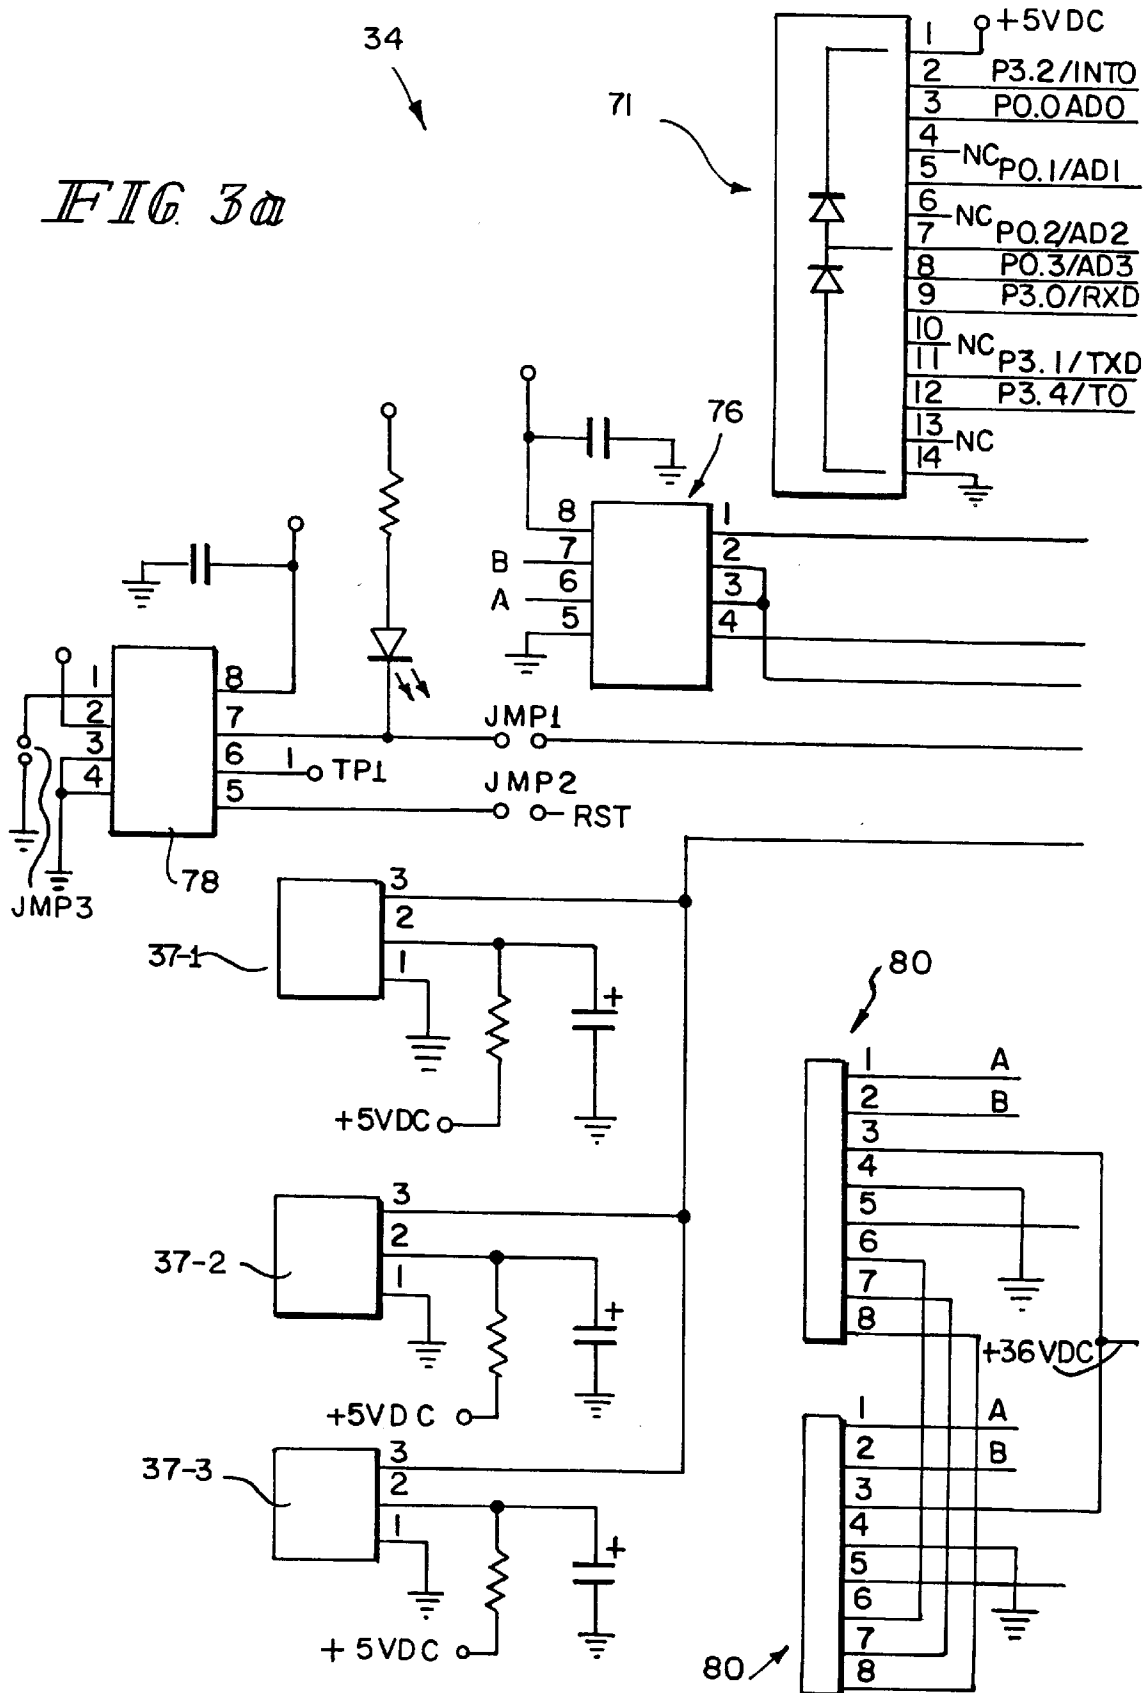 34
FIG. 3a
71
1
+5VDC
2
P3.2/INTO
3
P0.0 AD0
4
NC
5
P0.1/AD1
6
NC
7
P0.2/AD2
8
P0.3/AD3
9
P3.0/RXD
10
NC
11
P3.1/TXD
12
P3.4/TO
13
NC
14
76
8
7
6
5
B
A
1
2
3
4
1
2
3
4
8
7
6
5
1
TP1
JMP1
JMP2
RST
JMP3
78
37-1
3
2
1
+
+5VDC
37-2
3
2
1
+
+5VDC
37-3
3
2
1
+
+5VDC
80
1
A
2
B
3
4
5
6
7
8
+36VDC
1
A
2
B
3
4
5
6
7
8
80